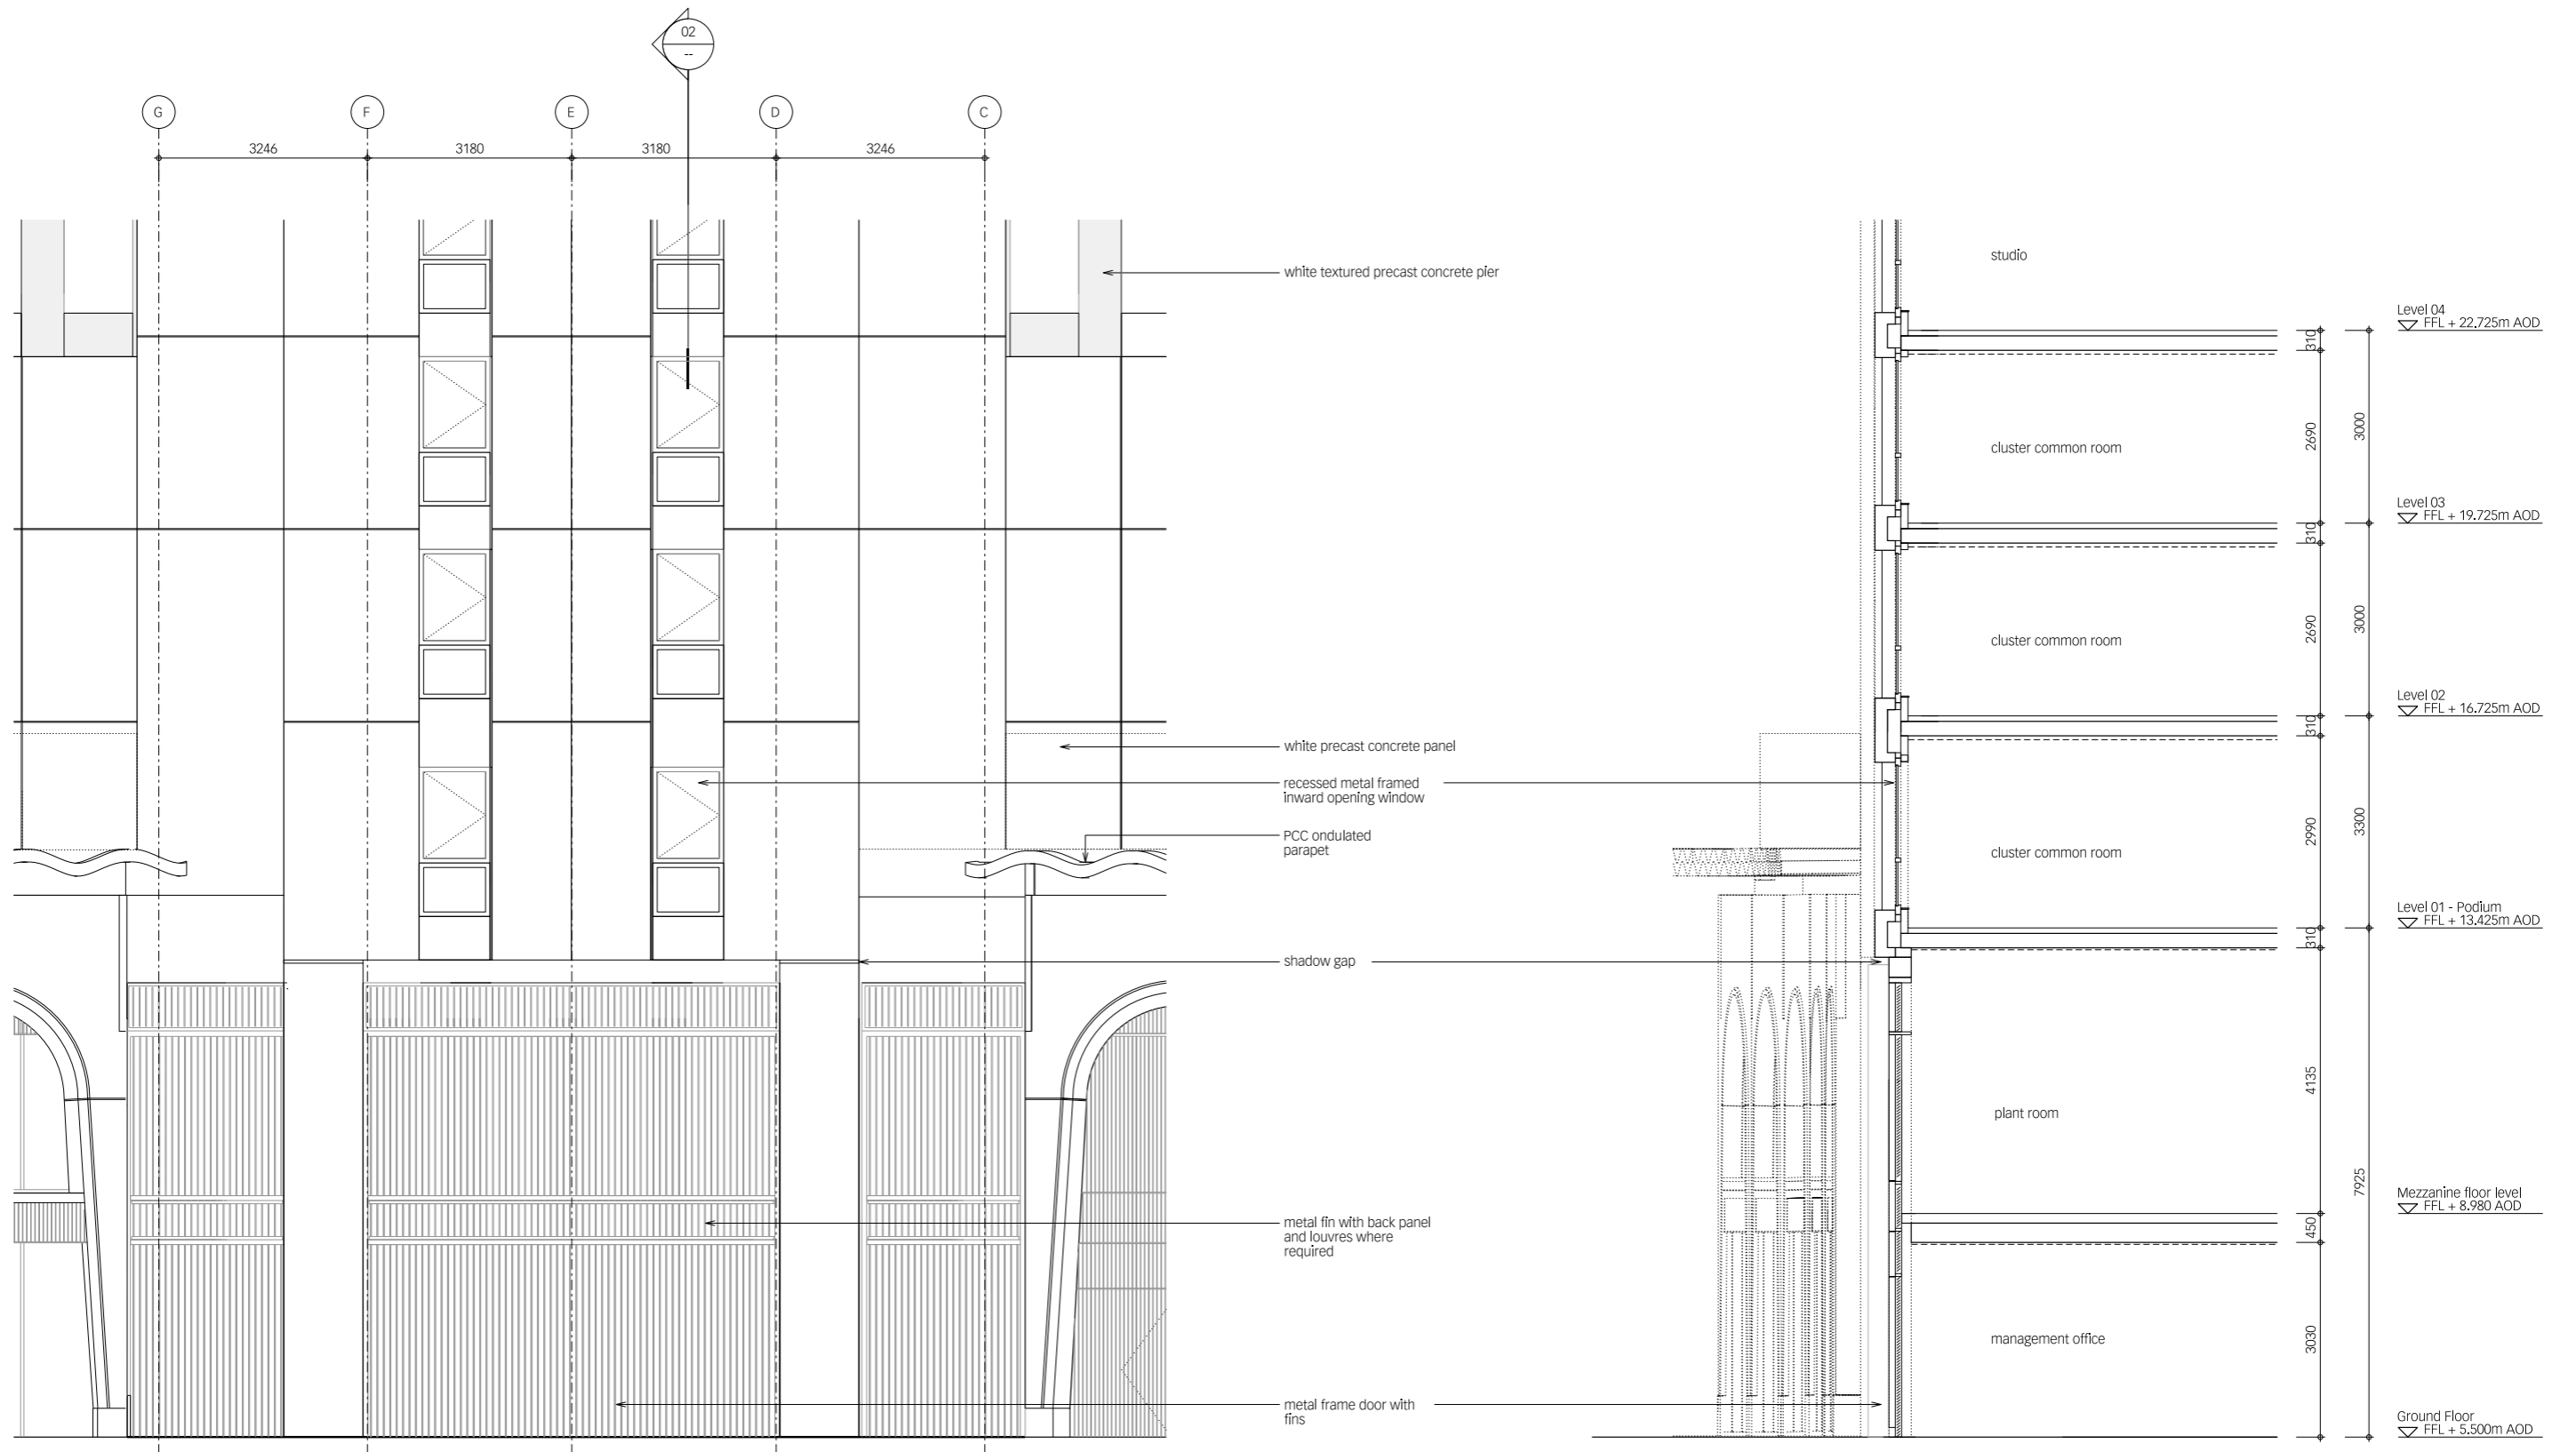 02
--
G
F
E
D
C
3246
3180
3180
3246
white textured precast concrete pier
white precast concrete panel
recessed metal framed
inward opening window
PCC ondulated
parapet
shadow gap
metal fin with back panel
and louvres where
required
metal frame door with
fins
studio
cluster common room
cluster common room
cluster common room
plant room
management office
310
2690
310
2690
310
2990
310
4135
450
3030
3000
3000
3300
7925
Level 04
FFL + 22.725m AOD
Level 03
FFL + 19.725m AOD
Level 02
FFL + 16.725m AOD
Level 01 - Podium
FFL + 13.425m AOD
Mezzanine floor level
FFL + 8.980 AOD
Ground Floor
FFL + 5.500m AOD